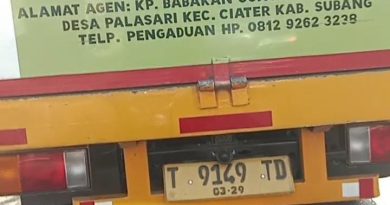 ALAMAT AGEN: KP. BABAKAN
DESA PALASARI KEC. CIATER KAB. SUBANG
TELP. PENGADUAN HP. 0812 9262 3238
T 9149 TD
03-29